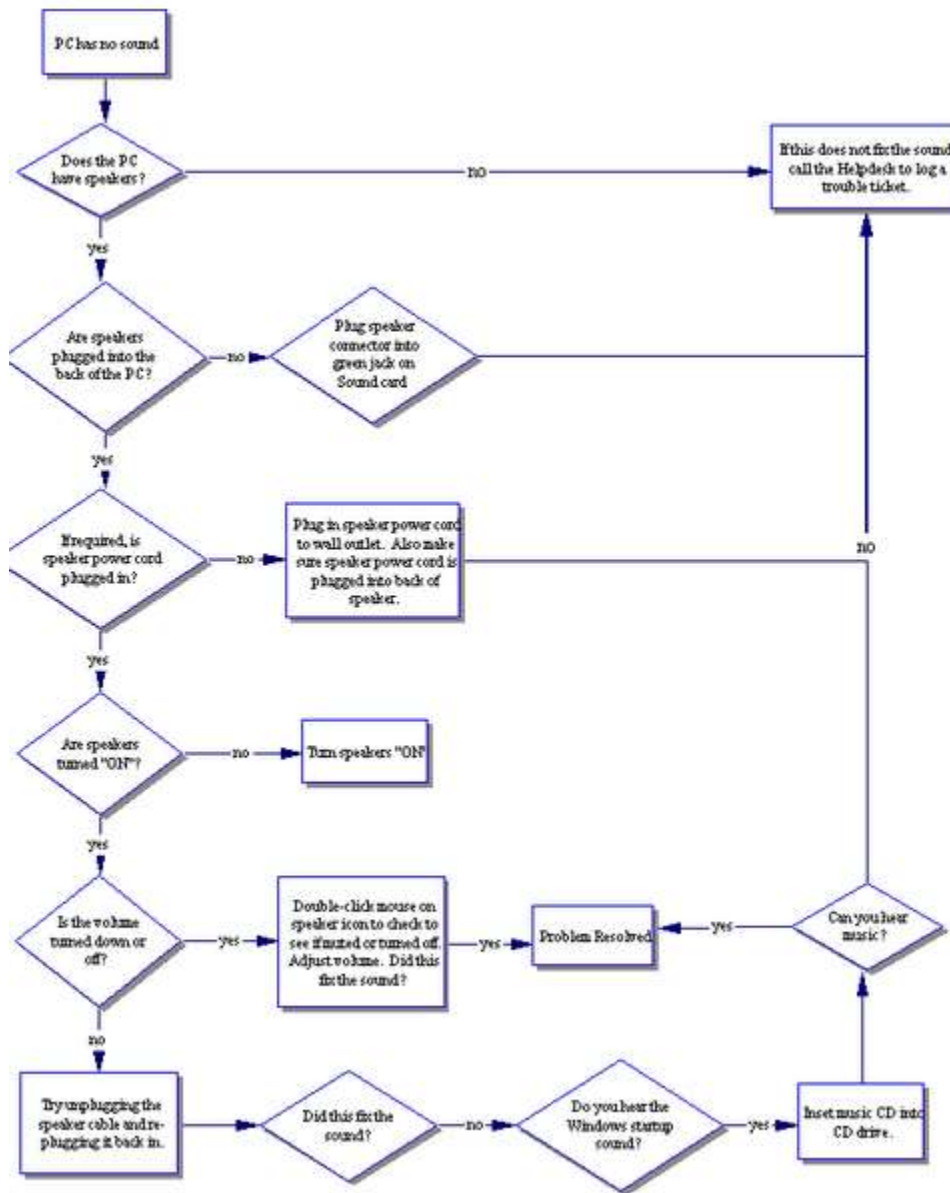 PC has no sound
Does the PC
have speakers?
no
If this does not fix the sound
call the Helpdesk to log a
trouble ticket.
yes
Are speakers
plugged into the
back of the PC?
no
Plug speaker
connector into
green jack on
Sound card
yes
If required, is
speaker power cord
plugged in?
no
Plug in speaker power cord
to wall outlet. Also make
sure speaker power cord is
plugged into back of
speaker.
no
yes
Are speakers
turned "ON"?
no
Turn speakers "ON"
yes
Is the volume
turned down or
off?
yes
Double-click mouse on
speaker icon to check to
see if muted or turned off.
Adjust volume. Did this
fix the sound?
yes
Problem Resolved
yes
Can you hear
music?
no
Try unplugging the
speaker cable and re-
plugging it back in.
Did this fix the
sound?
no
Do you hear the
Windows startup
sound?
yes
Inset music CD into
CD drive.